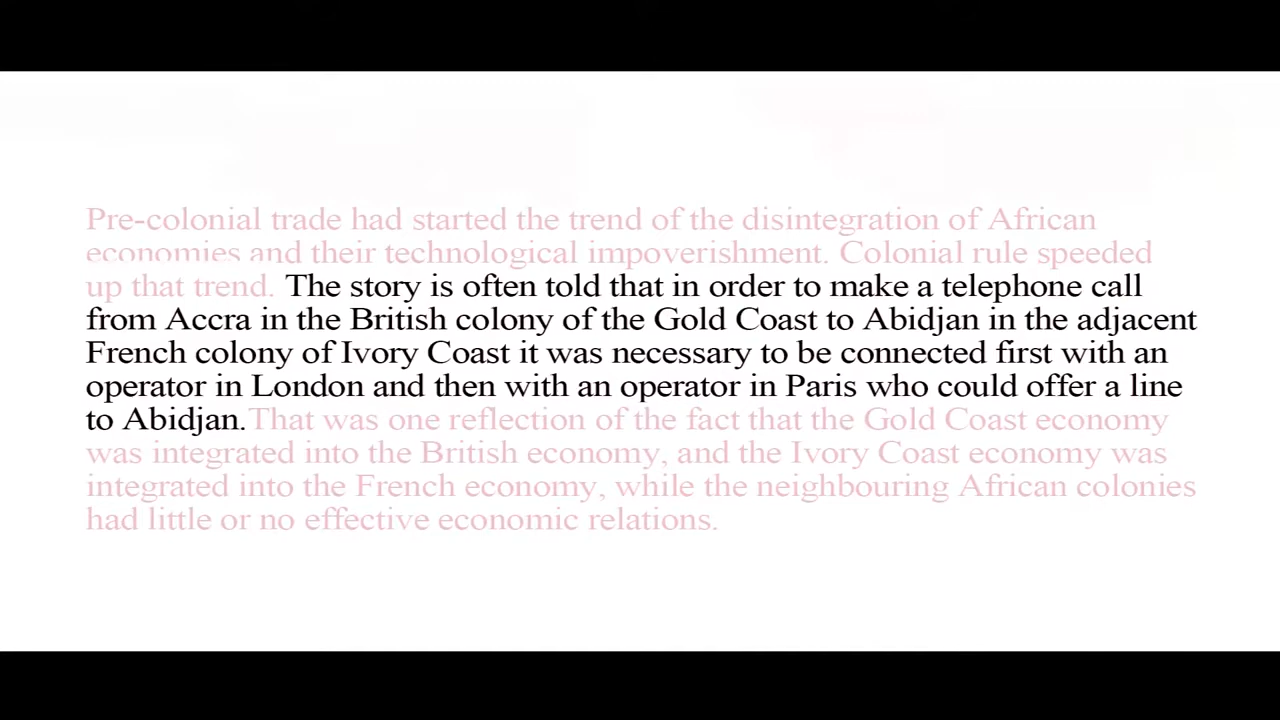 Pre-colonial trade had started the trend of the disintegration of African
economies and their technological impoverishment. Colonial rule speeded
up that trend. The story is often told that in order to make a telephone call
from Accra in the British colony of the Gold Coast to Abidjan in the adjacent
French colony of Ivory Coast it was necessary to be connected first with an
operator in London and then with an operator in Paris who could offer a line
to Abidjan. That was one reflection of the fact that the Gold Coast economy
was integrated into the British economy, and the Ivory Coast economy was
integrated into the French economy, while the neighbouring African colonies
had little or no effective economic relations.